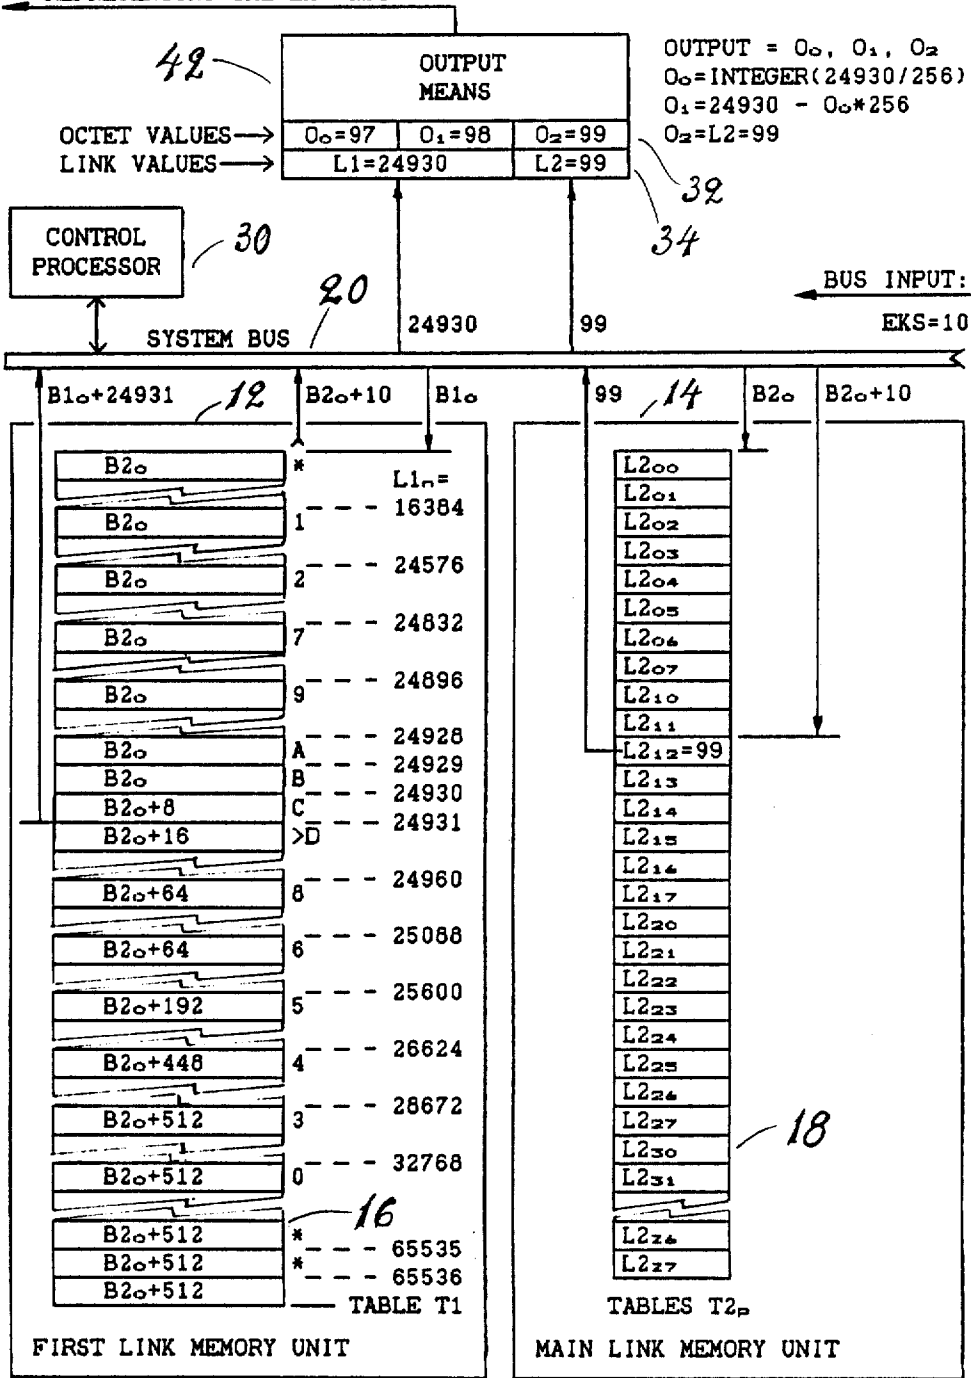 42
OUTPUT
MEANS
OUTPUT = O₀, O₁, O₂
O₀=INTEGER(24930/256)
O₁=24930 - O₀*256
O₂=L2=99
OCTET VALUES→ O₀=97 O₁=98 O₂=99
LINK VALUES→ L1=24930 L2=99
32
34
CONTROL
PROCESSOR
30
20
BUS INPUT:
EKS=10
SYSTEM BUS
24930
99
B1₀+24931
12
B2₀+10
B1₀
99
14
B2₀
B2₀+10
L1ₙ=
B2₀ *
16384
B2₀ 1
24576
B2₀ 2
24832
B2₀ 7
24896
B2₀ 9
24928
B2₀ A
24929
B2₀ B
24930
B2₀+8 C
24931
B2₀+16 >D
24960
B2₀+64 8
25088
B2₀+64 6
25600
B2₀+192 5
26624
B2₀+448 4
28672
B2₀+512 3
32768
B2₀+512 0
16
B2₀+512 *
65535
B2₀+512 *
65536
B2₀+512
TABLE T1
FIRST LINK MEMORY UNIT
L2₀₀
L2₀₁
L2₀₂
L2₀₃
L2₀₄
L2₀₅
L2₀₆
L2₀₇
L2₁₀
L2₁₁
L2₁₂=99
L2₁₃
L2₁₄
L2₁₅
L2₁₆
L2₁₇
L2₂₀
L2₂₁
L2₂₂
L2₂₃
L2₂₄
L2₂₅
L2₂₆
L2₂₇
L2₃₀
L2₃₁
18
L2₂₆
L2₂₇
TABLES T2ₚ
MAIN LINK MEMORY UNIT